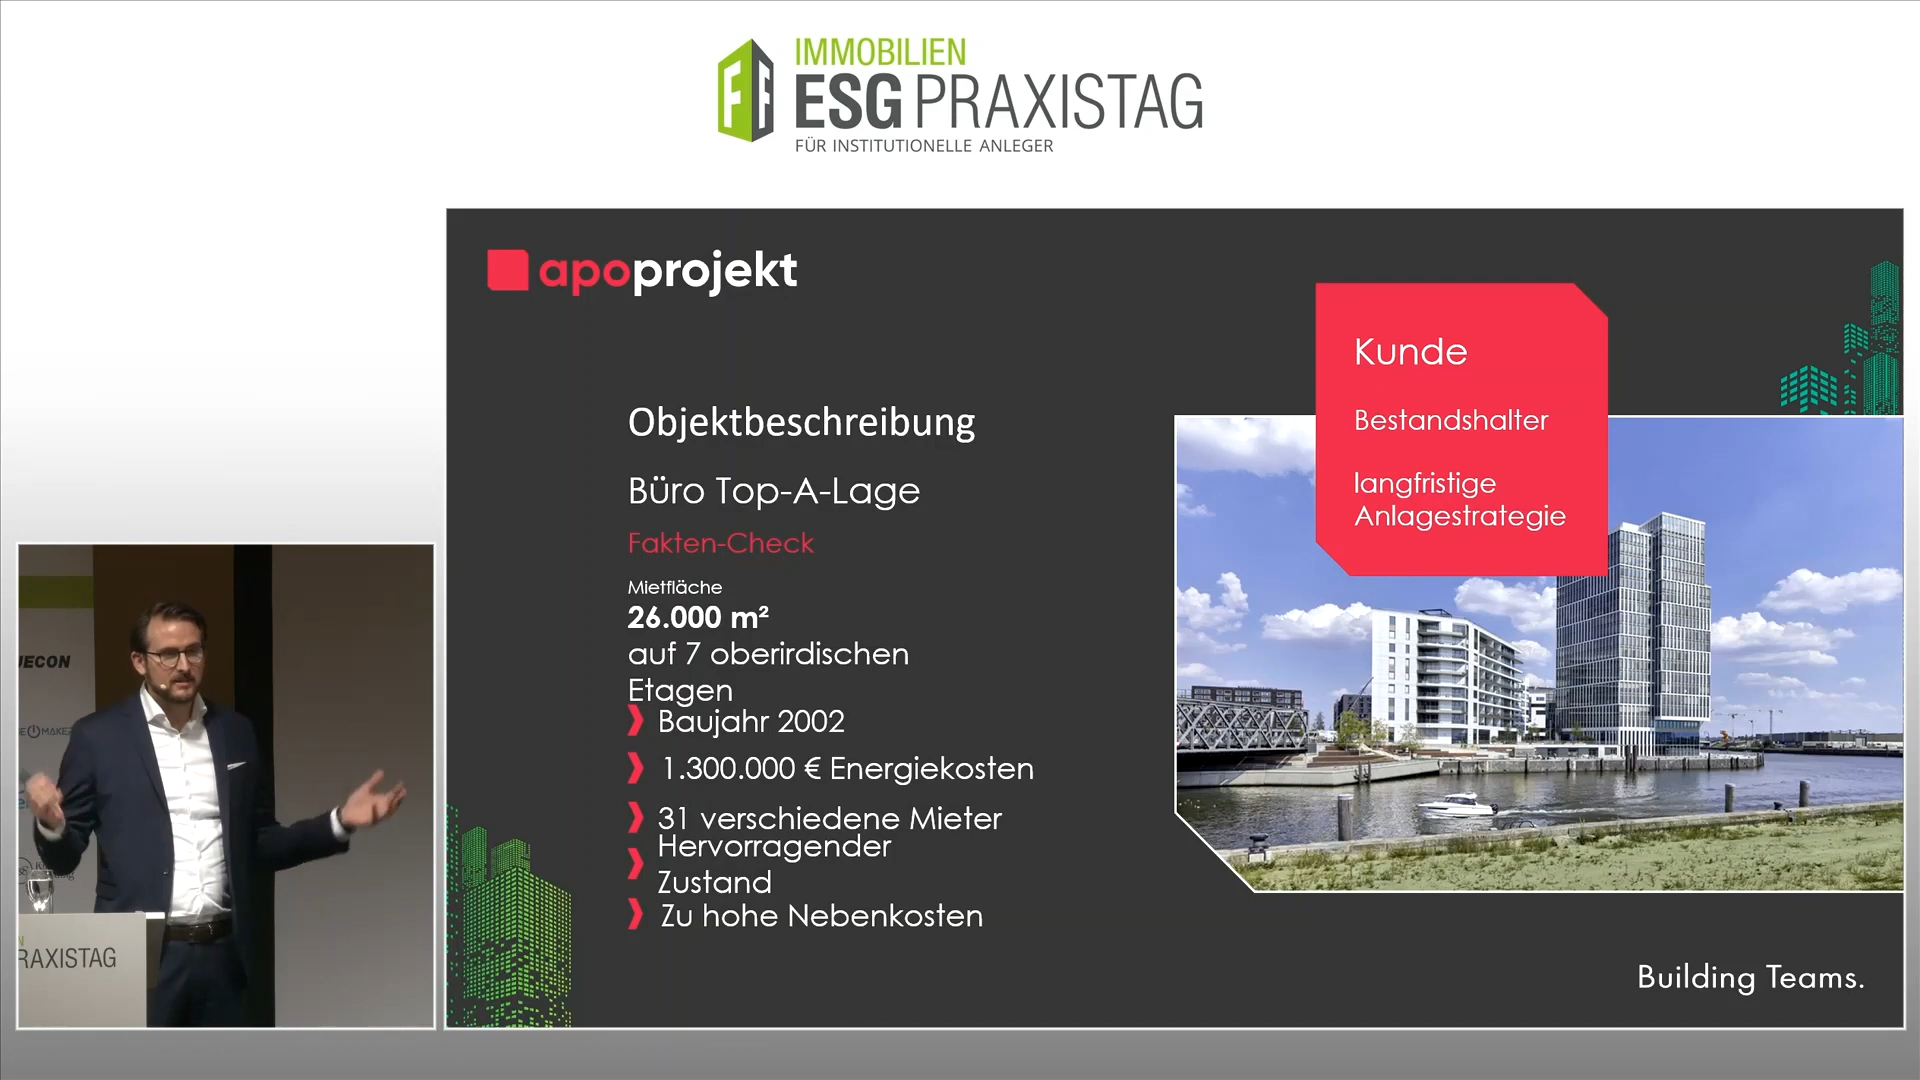 IMMOBILIEN
ESG PRAXISTAG
FÜR INSTITUTIONELLE ANLEGER
apoprojekt
Kunde
Bestandshalter
langfristige
Anlagestrategie
Objektbeschreibung
Büro Top-A-Lage
Fakten-Check
Mietfläche
26.000 m²
auf 7 oberirdischen
Etagen
Baujahr 2002
1.300.000 € Energiekosten
31 verschiedene Mieter
Hervorragender
Zustand
Zu hohe Nebenkosten
Building Teams.
RAXISTAG